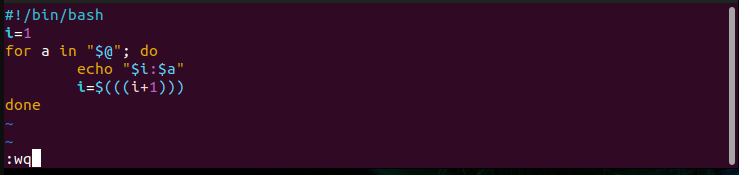 #!/bin/bash
i=1
for a in "$@"; do
        echo "$i:$a"
        i=$(((i+1)))
done
~
~
:wq